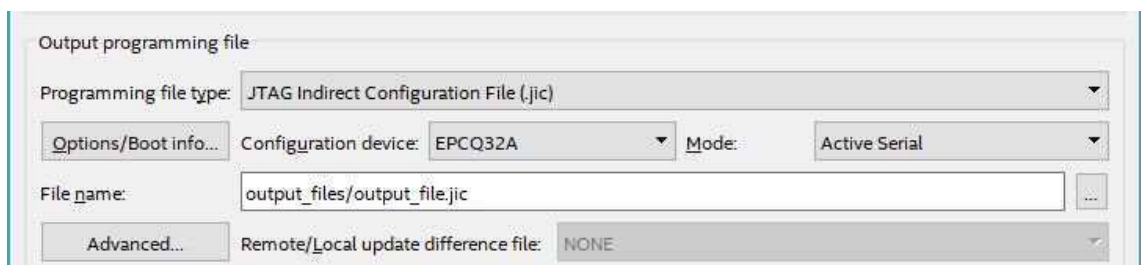 Output programming file
Programming file type: JTAG Indirect Configuration File (.jic)
Options/Boot info... Configuration device: EPCQ32A Mode: Active Serial
File name: output_files/output_file.jic ...
Advanced... Remote/Local update difference file: NONE